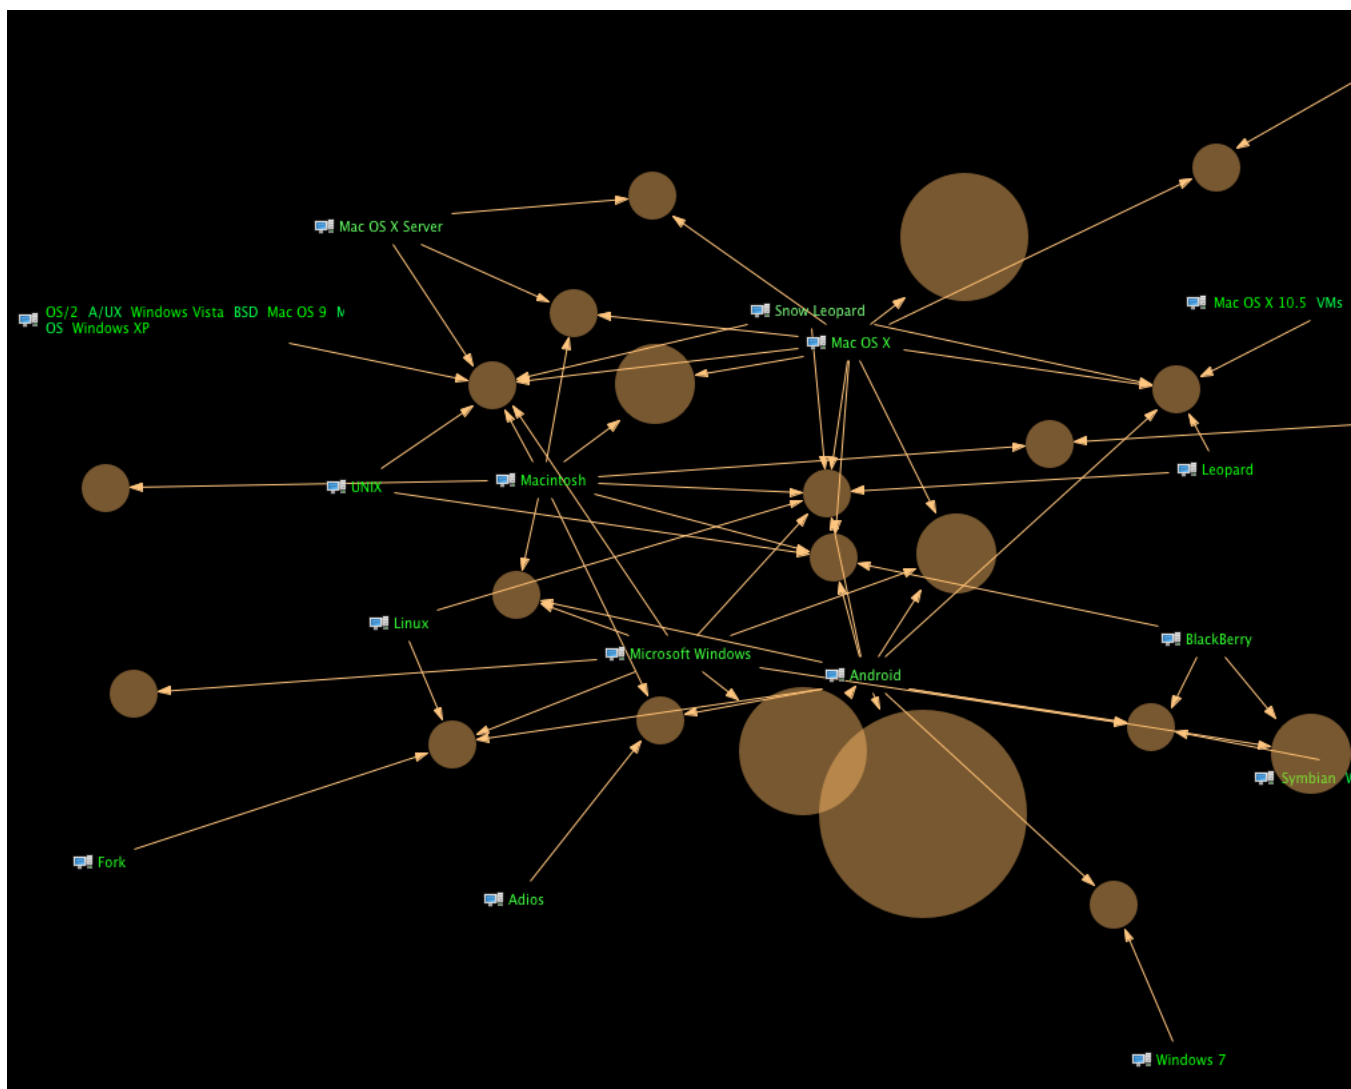 Mac OS X Server
OS/2 A/UX Windows Vista BSD Mac OS 9
OS Windows XP
Snow Leopard
Mac OS X 10.5 VMs
Mac OS X
Leopard
Macintosh
UNIX
Linux
BlackBerry
Microsoft Windows
Android
Symbian
Fork
Adios
Windows 7